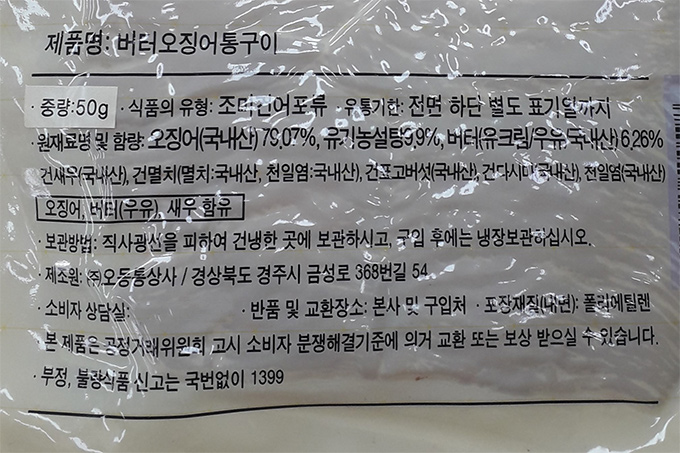 제품명: 버터오징어통구이
· 중량:50g · 식품의 유형: 조미건어포류 · 유통기한: 전면 하단 별도 표기일까지
· 원재료명 및 함량: 오징어(국내산) 79.07%, 유기농설탕9.9%, 버터(유크림/우유:국내산) 6.26%
건새우(국내산), 건멸치(멸치:국내산, 천일염:국내산), 건표고버섯(국내산), 건다시마(국내산), 천일염(국내산)
오징어, 버터(우유), 새우 함유
· 보관방법: 직사광선을 피하여 건냉한 곳에 보관하시고, 구입 후에는 냉장보관하십시오.
· 제조원: ㈜오동통상사 / 경상북도 경주시 금성로 368번길 54
· 소비자 상담실: · 반품 및 교환장소: 본사 및 구입처 · 포장재질(내면): 폴리에틸렌
· 본 제품은 공정거래위원회 고시 소비자 분쟁해결기준에 의거 교환 또는 보상 받으실 수 있습니다.
· 부정, 불량식품 신고는 국번없이 1399